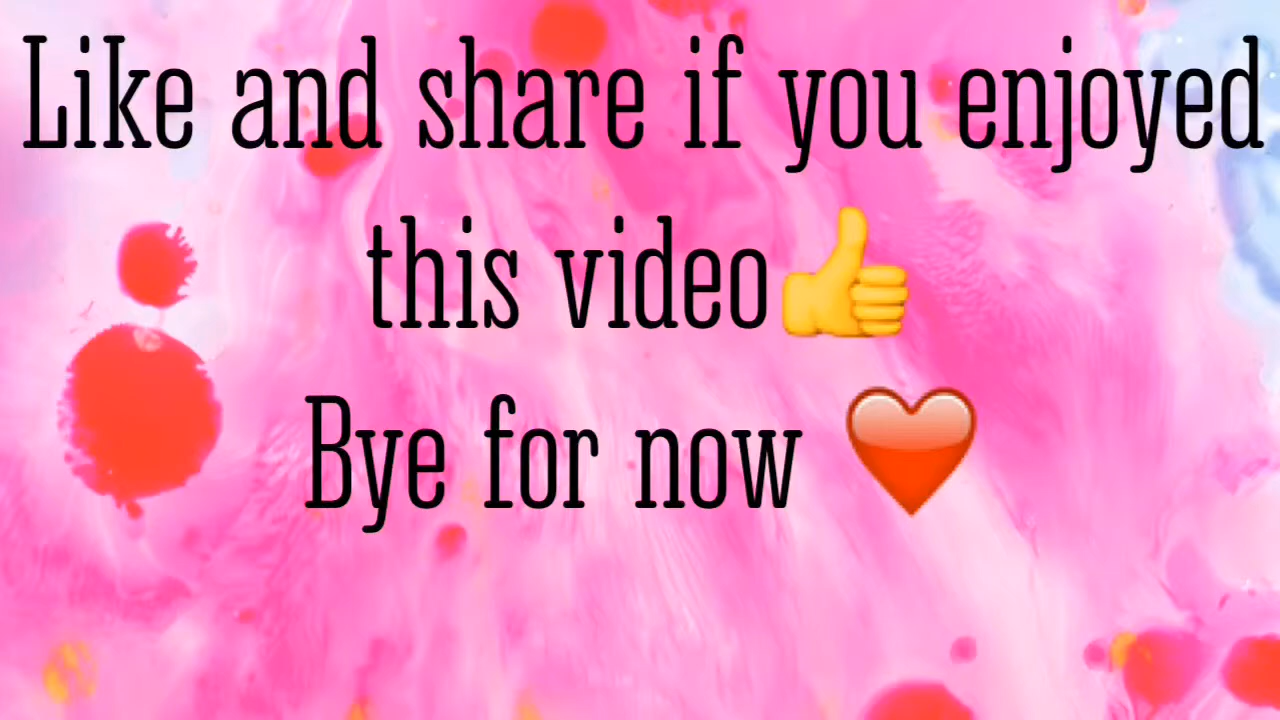 Like and share if you enjoyed
this video👍
Bye for now ❤️